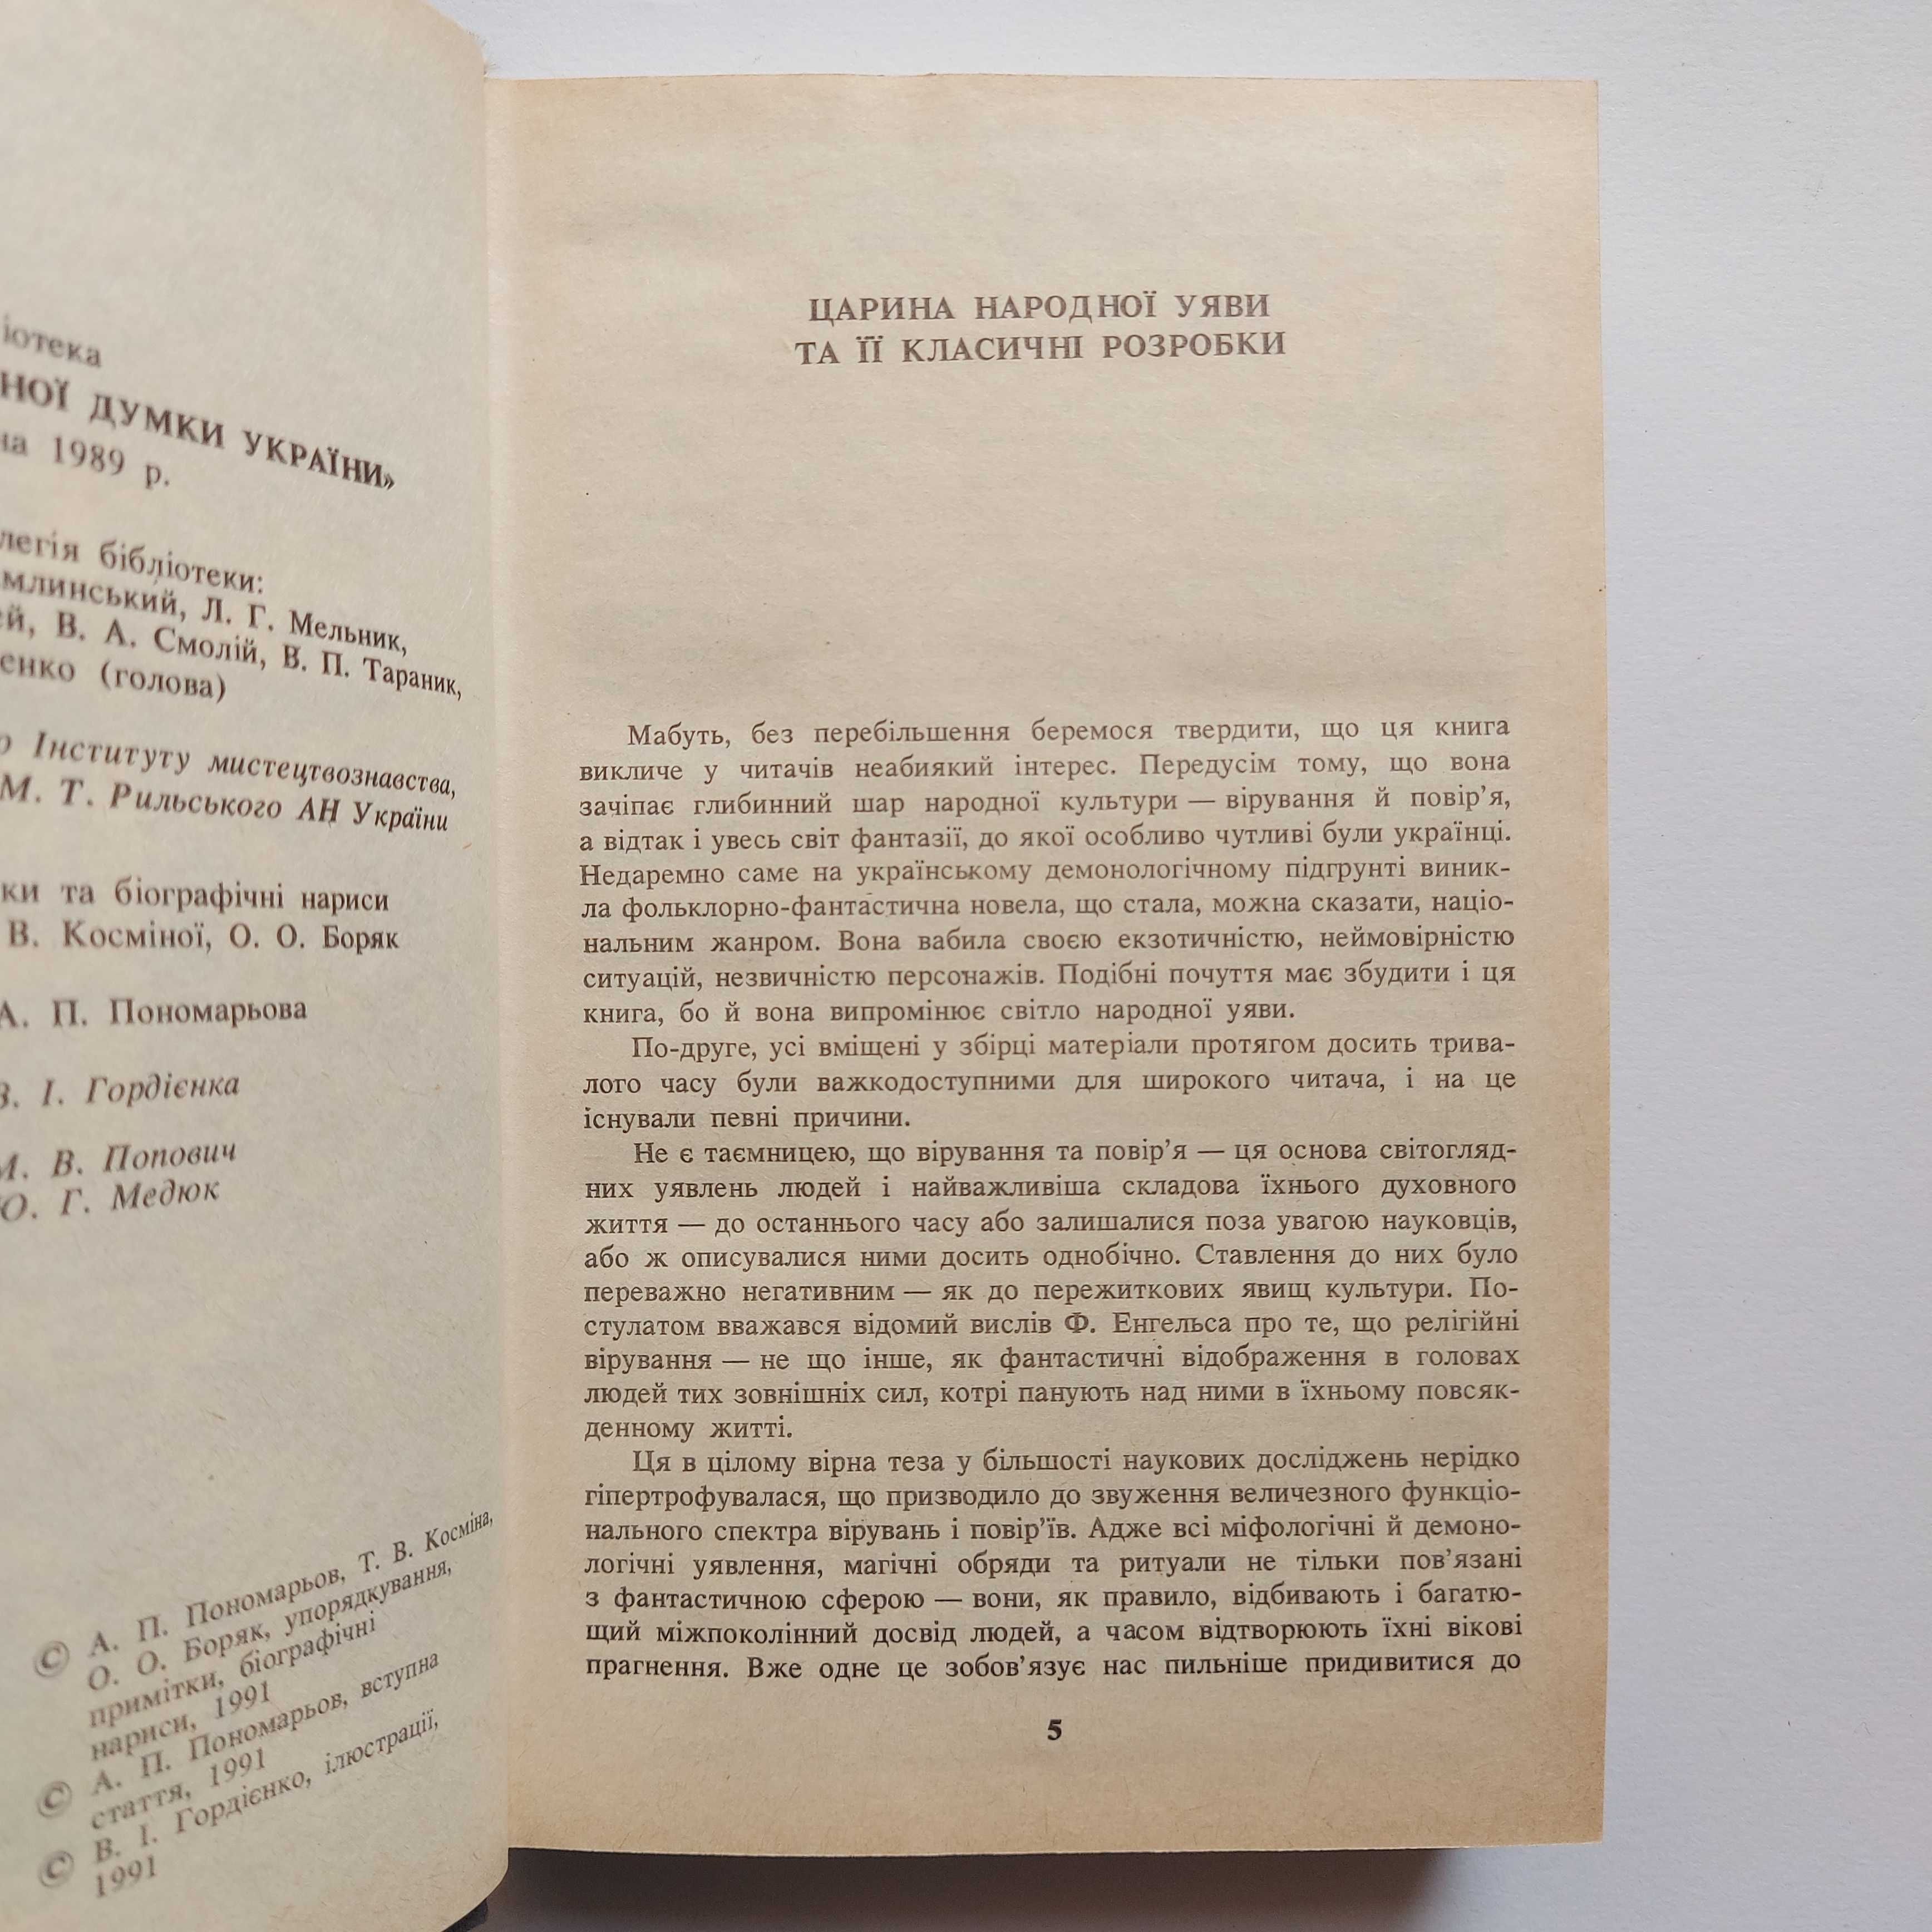 ДУМКИ УКРАЇНИ»
1989 р.
бібліотеки:
Л. Г. Мельник,
В. А. Смолій, В. П. Тараник,
(голова)
Інституту мистецтвознавства,
М. Т. Рильського АН України
та біографічні нариси
В. Косміної, О. О. Боряк
А. П. Пономарьова
В. І. Гордієнка
М. В. Попович
Ю. Г. Медюк
© А. П. Пономарьов, Т. В. Косміна,
О. О. Боряк, упорядкування,
примітки, біографічні
нариси, 1991
© А. П. Пономарьов, вступна
стаття, 1991
© В. І. Гордієнко, ілюстрації,
1991
ЦАРИНА НАРОДНОЇ УЯВИ
ТА ЇЇ КЛАСИЧНІ РОЗРОБКИ
Мабуть, без перебільшення беремося твердити, що ця книга
викличе у читачів неабиякий інтерес. Передусім тому, що вона
зачіпає глибинний шар народної культури — вірування й повір’я,
а відтак і увесь світ фантазії, до якої особливо чутливі були українці.
Недаремно саме на українському демонологічному підгрунті виник-
ла фольклорно-фантастична новела, що стала, можна сказати, націо-
нальним жанром. Вона вабила своєю екзотичністю, неймовірністю
ситуацій, незвичністю персонажів. Подібні почуття має збудити і ця
книга, бо й вона випромінює світло народної уяви.
По-друге, усі вміщені у збірці матеріали протягом досить трива-
лого часу були важкодоступними для широкого читача, і на це
існували певні причини.
Не є таємницею, що вірування та повір’я — ця основа світогляд-
них уявлень людей і найважливіша складова їхнього духовного
життя — до останнього часу або залишалися поза увагою науковців,
або ж описувалися ними досить однобічно. Ставлення до них було
переважно негативним — як до пережиткових явищ культури. По-
стулатом вважався відомий вислів Ф. Енгельса про те, що релігійні
вірування — не що інше, як фантастичні відображення в головах
людей тих зовнішніх сил, котрі панують над ними в їхньому повсяк-
денному житті.
Ця в цілому вірна теза у більшості наукових досліджень нерідко
гіпертрофувалася, що призводило до звуження величезного функціо-
нального спектра вірувань і повір’їв. Адже всі міфологічні й демоно-
логічні уявлення, магічні обряди та ритуали не тільки пов’язані
з фантастичною сферою — вони, як правило, відбивають і багатю-
щий міжпоколінний досвід людей, а часом відтворюють їхні вікові
прагнення. Вже одне це зобов’язує нас пильніше придивитися до
5